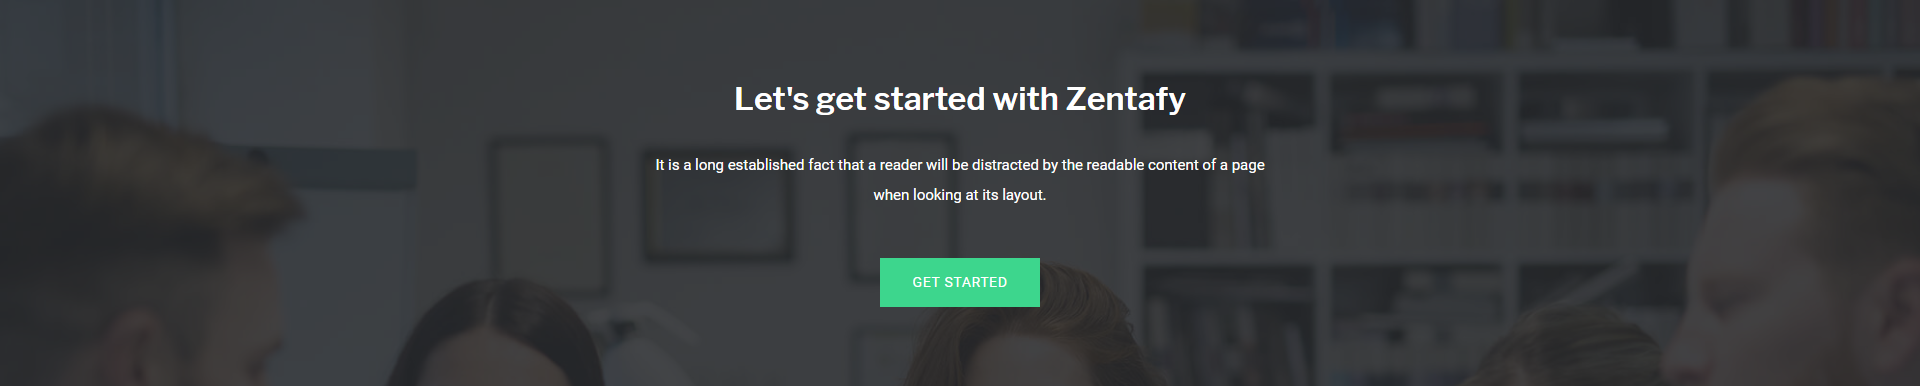 Let's get started with Zentafy
It is a long established fact that a reader will be distracted by the readable content of a page
when looking at its layout.
GET STARTED